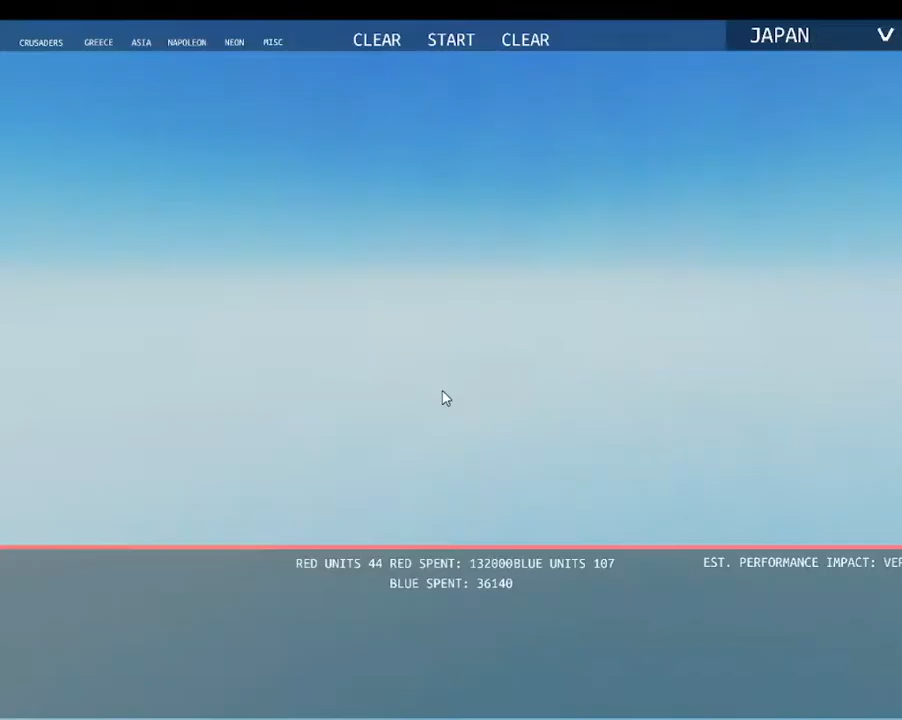 CRUSADERS GREECE ASIA NAPOLEON NEON MISC CLEAR START CLEAR JAPAN V
RED UNITS 44 RED SPENT: 132000BLUE UNITS 107 EST. PERFORMANCE IMPACT:
BLUE SPENT: 36140